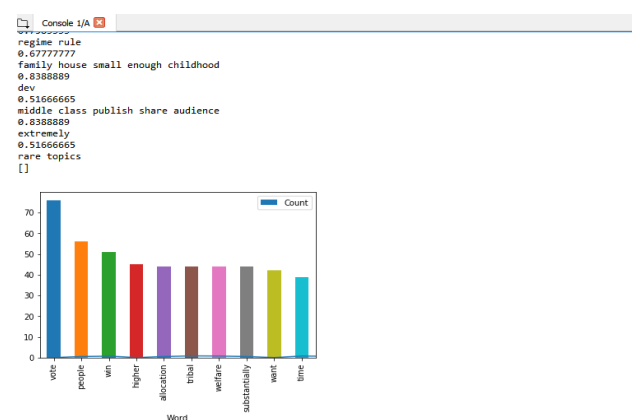 Console 1/A
regime rule
0.67777777
family house small enough childhood
0.8388889
dev
0.51666665
middle class publish share audience
0.8388889
extremely
0.51666665
rare topics
[]
Count
70
60
50
40
30
20
10
0
vote
people
win
higher
allocation
tribal
welfare
substantially
want
time
Word